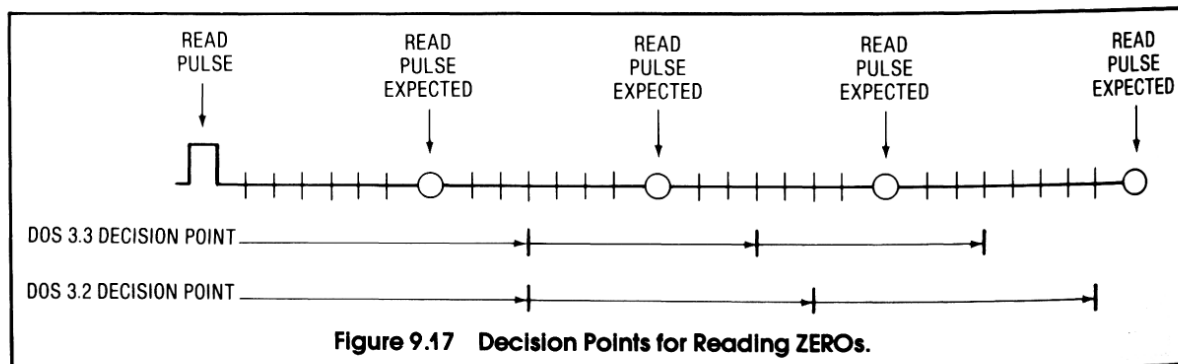 READ
PULSE
READ
PULSE
EXPECTED
READ
PULSE
EXPECTED
READ
PULSE
EXPECTED
READ
PULSE
EXPECTED
DOS 3.3 DECISION POINT
DOS 3.2 DECISION POINT
Figure 9.17 Decision Points for Reading ZEROs.